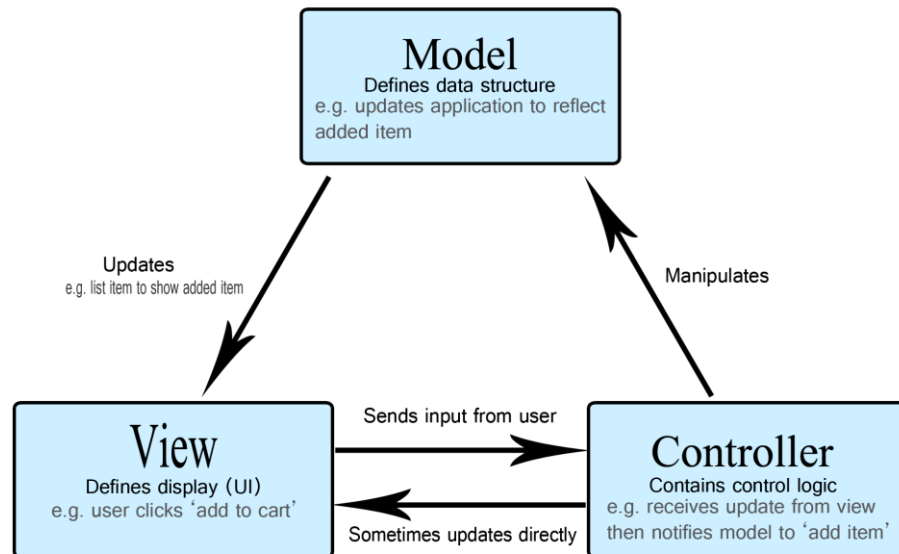 Model
Defines data structure
e.g. updates application to reflect
added item
Updates
e.g. list item to show added item
Manipulates
View
Defines display (UI)
e.g. user clicks ‘add to cart’
Sends input from user
Sometimes updates directly
Controller
Contains control logic
e.g. receives update from view
then notifies model to ‘add item’